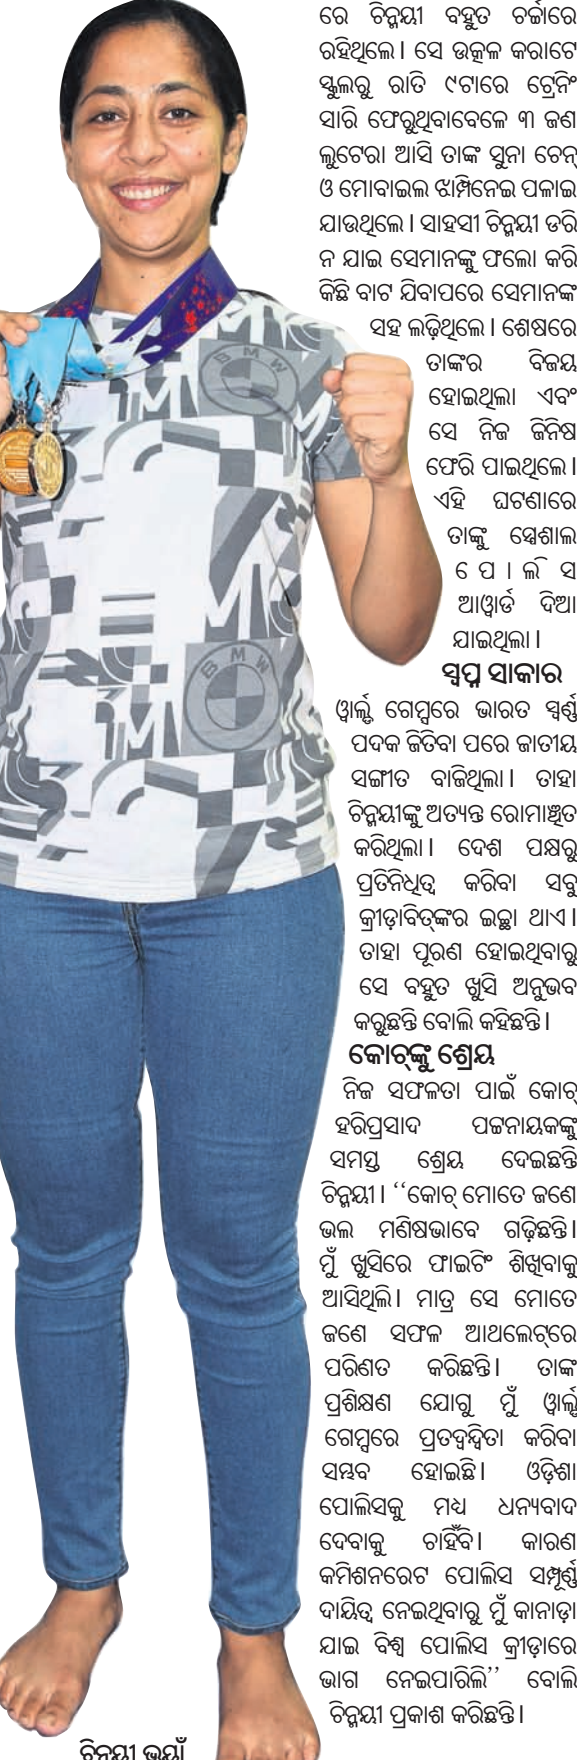 ରେ ଚିନ୍ମୟୀ ବହୁତ ଚର୍ଚ୍ଚାରେ
ରହିଥିଲେ। ସେ ଉତ୍କଳ କରାଟେ
ସ୍କୁଲରୁ ରାତି ୯ଟାରେ ଟ୍ରେନିଂ
ସାରି ଫେରୁଥିବାବେଳେ ୩ ଜଣ
ଲୁଟେରା ଆସି ତାଙ୍କ ସୁନା ଚେନ୍
ଓ ମୋବାଇଲ ଝାମ୍ପିନେଇ ପଳାଇ
ଯାଉଥିଲେ। ସାହସୀ ଚିନ୍ମୟୀ ଡରି
ନ ଯାଇ ସେମାନଙ୍କୁ ଫଲୋ କରି
କିଛି ବାଟ ଯିବାପରେ ସେମାନଙ୍କ
ସହ ଲଢ଼ିଥିଲେ। ଶେଷରେ
ତାଙ୍କର ବିଜୟ
ହୋଇଥିଲା ଏବଂ
ସେ ନିଜ ଜିନିଷ
ଫେରି ପାଇଥିଲେ।
ଏହି ଘଟଣାରେ
ତାଙ୍କୁ ସ୍ପେଶାଲ
ପୋଲିସ
ଆୱାର୍ଡ ଦିଆ
ଯାଇଥିଲା।
ସ୍ୱପ୍ନ ସାକାର
ୱାର୍ଲ୍ଡ ଗେମ୍ସରେ ଭାରତ ସ୍ୱର୍ଣ୍ଣ
ପଦକ ଜିତିବା ପରେ ଜାତୀୟ
ସଙ୍ଗୀତ ବାଜିଥିଲା। ତାହା
ଚିନ୍ମୟୀଙ୍କୁ ଅତ୍ୟନ୍ତ ରୋମାଞ୍ଚିତ
କରିଥିଲା। ଦେଶ ପକ୍ଷରୁ
ପ୍ରତିନିଧିତ୍ୱ କରିବା ସବୁ
କ୍ରୀଡ଼ାବିତ୍‌ଙ୍କର ଇଚ୍ଛା ଥାଏ।
ତାହା ପୂରଣ ହୋଇଥିବାରୁ
ସେ ବହୁତ ଖୁସି ଅନୁଭବ
କରୁଛନ୍ତି ବୋଲି କହିଛନ୍ତି।
କୋଚ୍‌ଙ୍କୁ ଶ୍ରେୟ
ନିଜ ସଫଳତା ପାଇଁ କୋଚ୍
ହରିପ୍ରସାଦ ପଟ୍ଟନାୟକଙ୍କୁ
ସମସ୍ତ ଶ୍ରେୟ ଦେଇଛନ୍ତି
ଚିନ୍ମୟୀ। ‘‘କୋଚ୍ ମୋତେ ଜଣେ
ଭଲ ମଣିଷଭାବେ ଗଢ଼ିଛନ୍ତି।
ମୁଁ ଖୁସିରେ ଫାଇଟିଂ ଶିଖିବାକୁ
ଆସିଥିଲି। ମାତ୍ର ସେ ମୋତେ
ଜଣେ ସଫଳ ଆଥଲେଟ୍‌ରେ
ପରିଣତ କରିଛନ୍ତି। ତାଙ୍କ
ପ୍ରଶିକ୍ଷଣ ଯୋଗୁ ମୁଁ ୱାର୍ଲ୍ଡ
ଗେମ୍ସରେ ପ୍ରତିଦ୍ୱନ୍ଦ୍ୱିତା କରିବା
ସମ୍ଭବ ହୋଇଛି। ଓଡ଼ିଶା
ପୋଲିସକୁ ମଧ୍ୟ ଧନ୍ୟବାଦ
ଦେବାକୁ ଚାହିଁବି। କାରଣ
କମିଶନରେଟ ପୋଲିସ ସମ୍ପୂର୍ଣ୍ଣ
ଦାୟିତ୍ୱ ନେଇଥିବାରୁ ମୁଁ କାନାଡ଼ା
ଯାଇ ବିଶ୍ୱ ପୋଲିସ କ୍ରୀଡ଼ାରେ
ଭାଗ ନେଇପାରିଲି’’ ବୋଲି
ଚିନ୍ମୟୀ ପ୍ରକାଶ କରିଛନ୍ତି।
BMW
BMW
ଚିନ୍ମୟୀ ଭୂୟାଁ